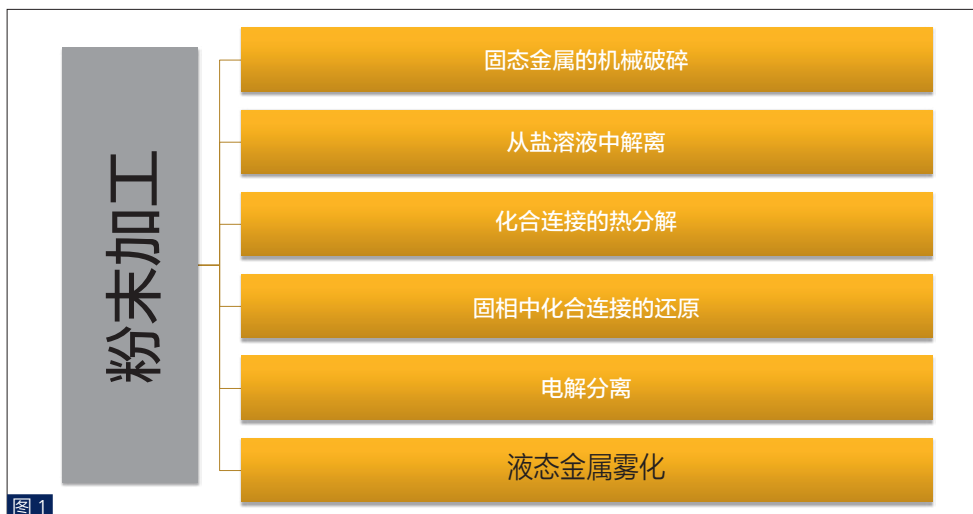 粉末加工
固态金属的机械破碎
从盐溶液中解离
化合连接的热分解
固相中化合连接的还原
电解分离
液态金属雾化
图 1